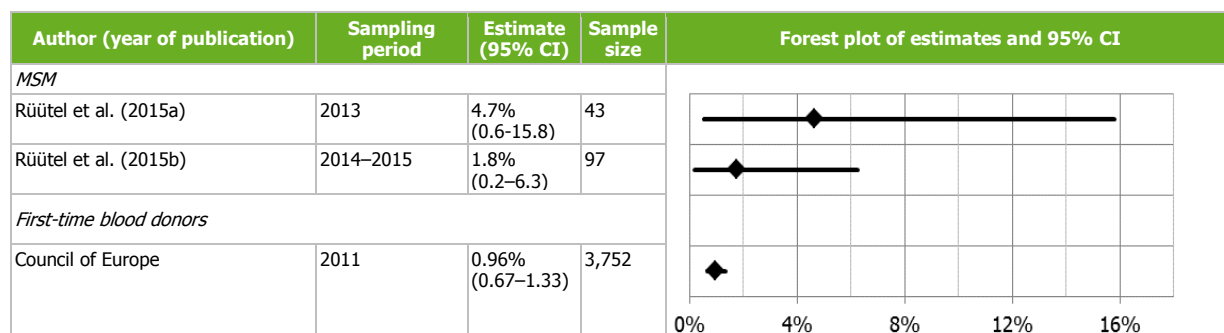 Author (year of publication) Sampling period Estimate (95% CI) Sample size Forest plot of estimates and 95% CI
MSM
Rüütel et al. (2015a) 2013 4.7% (0.6-15.8) 43
Rüütel et al. (2015b) 2014–2015 1.8% (0.2–6.3) 97
First-time blood donors
Council of Europe 2011 0.96% (0.67–1.33) 3,752
0% 4% 8% 12% 16%